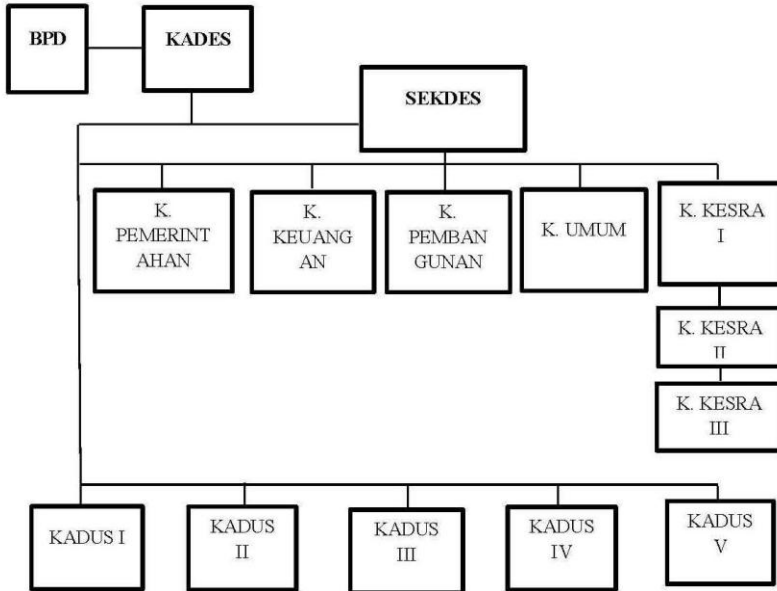 BPD
KADES
SEKDES
K.
PEMERINT
AHAN
K.
KEUANG
AN
K.
PEMBAN
GUNAN
K. UMUM
K. KESRA
I
K. KESRA
II
K. KESRA
III
KADUS I
KADUS
II
KADUS
III
KADUS
IV
KADUS
V